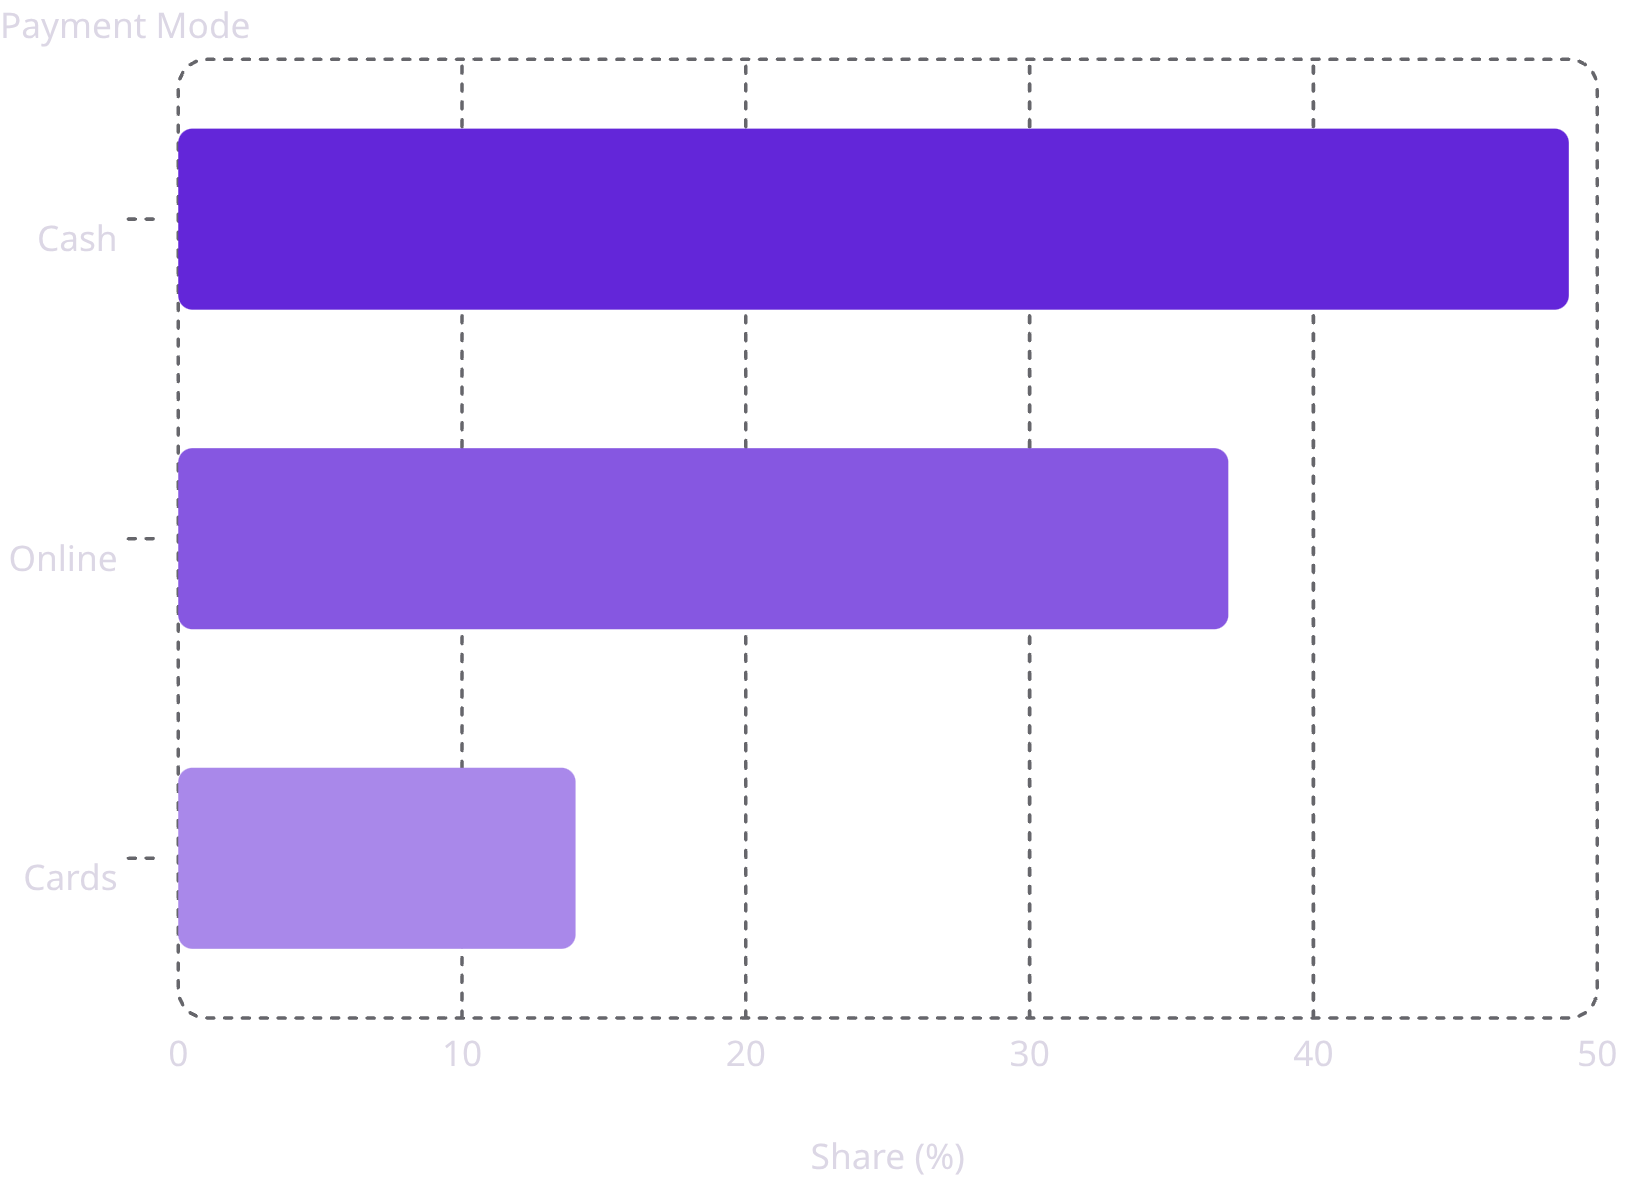 Payment Mode
Cash
Online
Cards
0 10 20 30 40 50
Share (%)